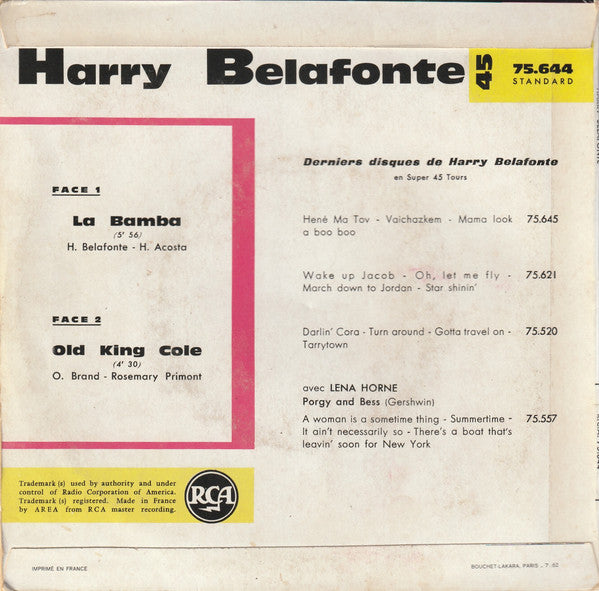 Harry Belafonte
45
75.644
STANDARD
FACE 1
La Bamba
(5' 56)
H. Belafonte - H. Acosta
FACE 2
Old King Cole
(4' 30)
O. Brand - Rosemary Primont
Derniers disques de Harry Belafonte
en Super 45 Tours
Hené Ma Tov - Vaichazkem - Mama look
a boo boo
75.645
Wake up Jacob - Oh, let me fly -
March down to Jordan - Star shinin'
75.621
Darlin' Cora - Turn around - Gotta travel on -
Tarrytown
75.520
avec LENA HORNE
Porgy and Bess (Gershwin)
A woman is a sometime thing - Summertime -
It ain't necessarily so - There's a boat that's
leavin' soon for New York
75.557
Trademark (s) used by authority and under
control of Radio Corporation of America.
Trademark (s) registered. Made in France
by AREA from RCA master recording.
RCA
IMPRIMÉ EN FRANCE
BOUCHET-LAKARA, PARIS - 7. 60